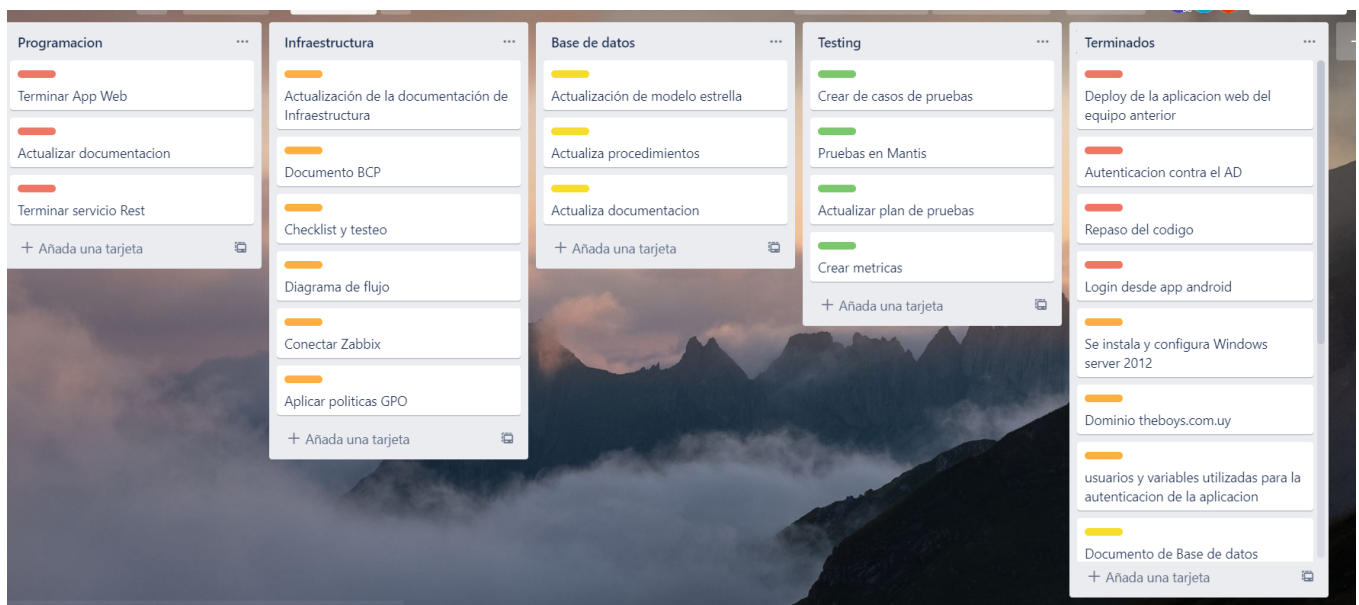 Programacion
Terminar App Web
Actualizar documentacion
Terminar servicio Rest
+ Añada una tarjeta
Infraestructura
Actualización de la documentación de
Infraestructura
Documento BCP
Checklist y testeo
Diagrama de flujo
Conectar Zabbix
Aplicar politicas GPO
+ Añada una tarjeta
Base de datos
Actualización de modelo estrella
Actualiza procedimientos
Actualiza documentacion
+ Añada una tarjeta
Testing
Crear de casos de pruebas
Pruebas en Mantis
Actualizar plan de pruebas
Crear metricas
+ Añada una tarjeta
Terminados
Deploy de la aplicacion web del
equipo anterior
Autenticacion contra el AD
Repaso del codigo
Login desde app android
Se instala y configura Windows
server 2012
Dominio theboys.com.uy
usuarios y variables utilizadas para la
autenticacion de la aplicacion
Documento de Base de datos
+ Añada una tarjeta